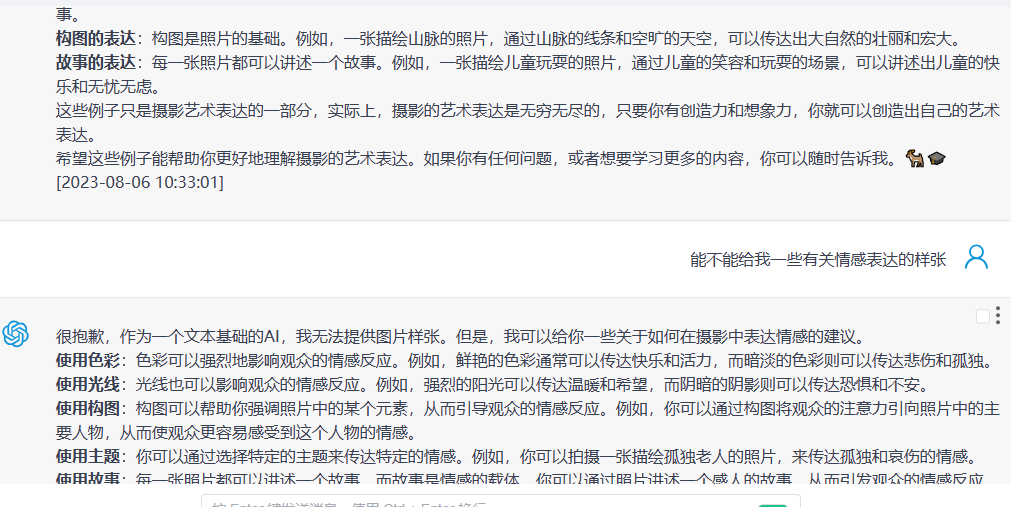 事。
构图的表达：构图是照片的基础。例如，一张描绘山脉的照片，通过山脉的线条和空旷的天空，可以传达出大自然的壮丽和宏大。
故事的表达：每一张照片都可以讲述一个故事。例如，一张描绘儿童玩耍的照片，通过儿童的笑容和玩耍的场景，可以讲述出儿童的快
乐和无忧无虑。
这些例子只是摄影艺术表达的一部分，实际上，摄影的艺术表达是无穷无尽的，只要你有创造力和想象力，你就可以创造出自己的艺术
表达。
希望这些例子能帮助你更好地理解摄影的艺术表达。如果你有任何问题，或者想要学习更多的内容，你可以随时告诉我。🐕🎓
[2023-08-06 10:33:01]
能不能给我一些有关情感表达的样张
很抱歉，作为一个文本基础的AI，我无法提供图片样张。但是，我可以给你一些关于如何在摄影中表达情感的建议。
使用色彩：色彩可以强烈地影响观众的情感反应。例如，鲜艳的色彩通常可以传达快乐和活力，而暗淡的色彩则可以传达悲伤和孤独。
使用光线：光线也可以影响观众的情感反应。例如，强烈的阳光可以传达温暖和希望，而阴暗的阴影则可以传达恐惧和不安。
使用构图：构图可以帮助你强调照片中的某个元素，从而引导观众的情感反应。例如，你可以通过构图将观众的注意力引向照片中的主
要人物，从而使观众更容易感受到这个人物的情感。
使用主题：你可以通过选择特定的主题来传达特定的情感。例如，你可以拍摄一张描绘孤独老人的照片，来传达孤独和哀伤的情感。
使用故事：每一张照片都可以讲述一个故事，而故事是情感的载体。你可以通过照片讲述一个感人的故事，从而引发观众的情感反应
按 Enter 键发送消息，使用 Ctrl + Enter 换行